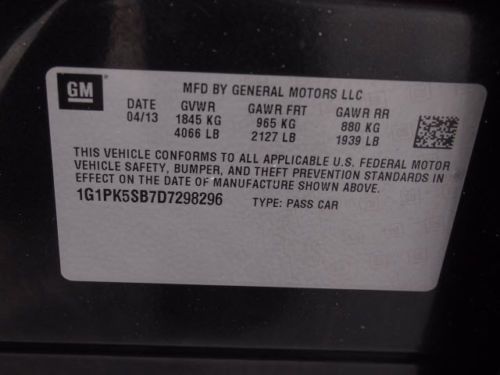 GM
MFD BY GENERAL MOTORS LLC
DATE GVWR GAWR FRT GAWR RR
04/13 1845 KG 965 KG 880 KG
4066 LB 2127 LB 1939 LB
THIS VEHICLE CONFORMS TO ALL APPLICABLE U.S. FEDERAL MOTOR
VEHICLE SAFETY, BUMPER, AND THEFT PREVENTION STANDARDS IN
EFFECT ON THE DATE OF MANUFACTURE SHOWN ABOVE.
1G1PK5SB7D7298296 TYPE: PASS CAR